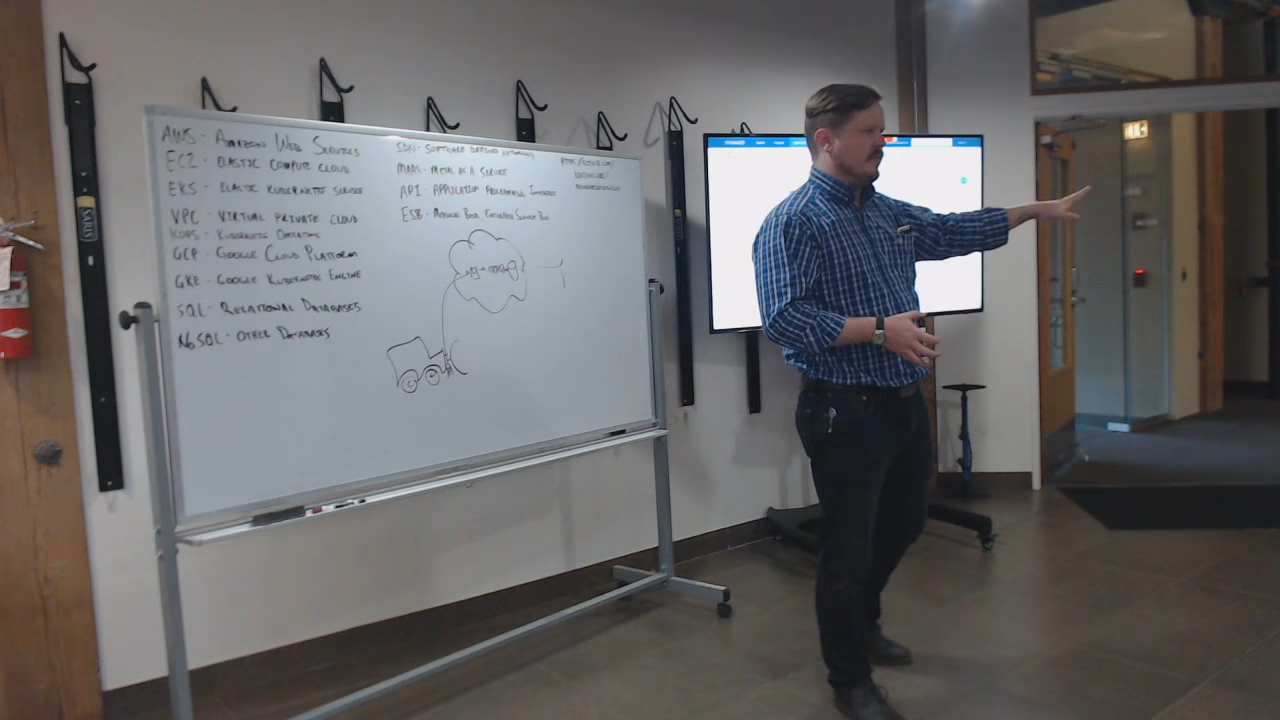 AWS - AMAZON WEB SERVICES
EC2 - ELASTIC COMPUTE CLOUD
EKS - ELASTIC KUBERNETES SERVICE
VPC - VIRTUAL PRIVATE CLOUD
KOPS - KUBERNETES OPERATIONS
GCP - GOOGLE CLOUD PLATFORM
GKE - GOOGLE KUBERNETES ENGINE
SQL - RELATIONAL DATABASES
NOSQL - OTHER DATABASES
SDN - SOFTWARE DEFINED NETWORKING
MAAS - METAL AS A SERVICE
API - APPLICATION PROGRAMMING INTERFACE
ESB - MESSAGE BUS, ENTERPRISE SERVICE BUS